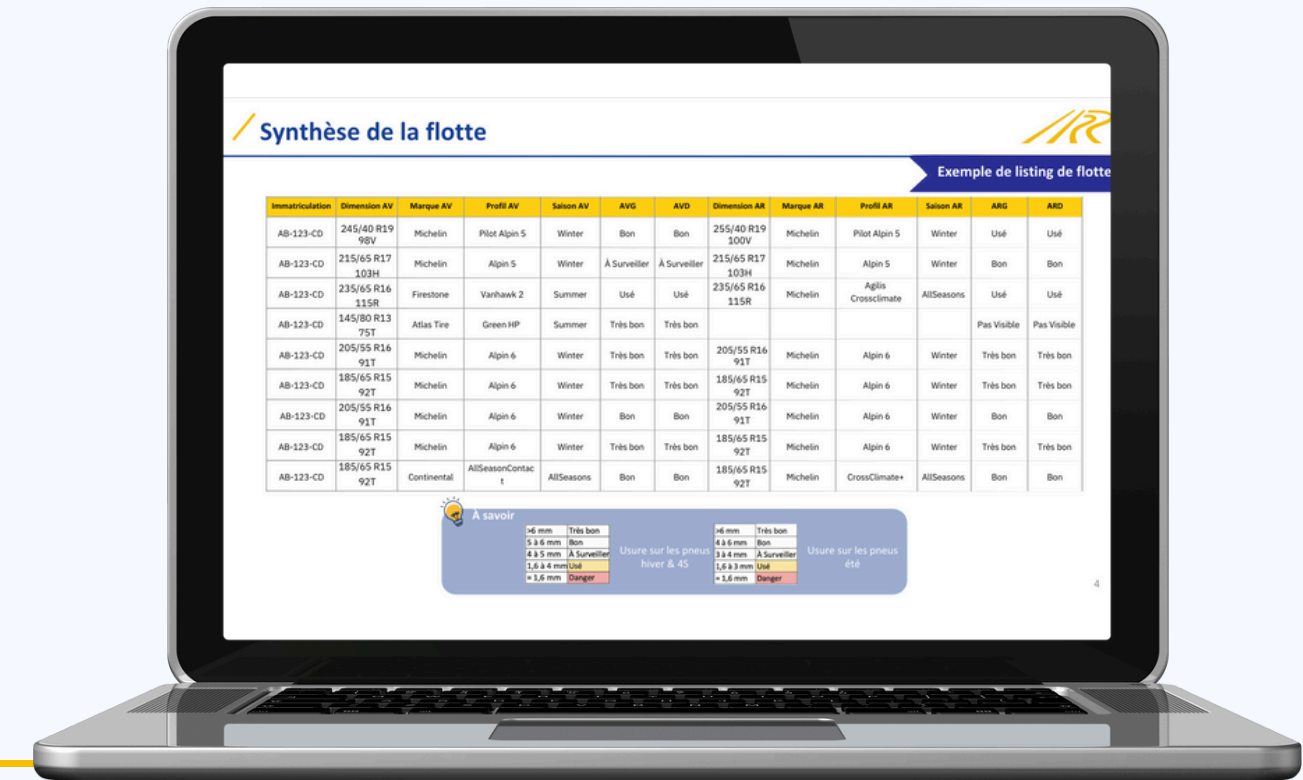 Synthèse de la flotte
Exemple de listing de flotte
Immatriculation Dimension AV Marque AV Profil AV Saison AV AVG AVD Dimension AR Marque AR Profil AR Saison AR ARG ARD
AB-123-CD 245/40 R19 98V Michelin Pilot Alpin 5 Winter Bon Bon 255/40 R19 100V Michelin Pilot Alpin 5 Winter Usé Usé
AB-123-CD 215/65 R17 103H Michelin Alpin 5 Winter À Surveiller À Surveiller 215/65 R17 103H Michelin Alpin 5 Winter Bon Bon
AB-123-CD 235/65 R16 115R Firestone Vanhawk 2 Summer Usé Usé 235/65 R16 115R Michelin Agilis Crossclimate AllSeasons Usé Usé
AB-123-CD 145/80 R13 75T Atlas Tire Green HP Summer Très bon Très bon Pas Visible Pas Visible
AB-123-CD 205/55 R16 91T Michelin Alpin 6 Winter Très bon Très bon 205/55 R16 91T Michelin Alpin 6 Winter Très bon Très bon
AB-123-CD 185/65 R15 92T Michelin Alpin 6 Winter Très bon Très bon 185/65 R15 92T Michelin Alpin 6 Winter Très bon Très bon
AB-123-CD 205/55 R16 91T Michelin Alpin 6 Winter Bon Bon 205/55 R16 91T Michelin Alpin 6 Winter Bon Bon
AB-123-CD 185/65 R15 92T Michelin Alpin 6 Winter Très bon Très bon 185/65 R15 92T Michelin Alpin 6 Winter Très bon Très bon
AB-123-CD 185/65 R15 92T Continental AllSeasonContact AllSeasons Bon Bon 185/65 R15 92T Michelin CrossClimate+ AllSeasons Bon Bon
À savoir
>6 mm Très bon
5 à 6 mm Bon
4 à 5 mm À Surveiller
1,6 à 4 mm Usé
= 1,6 mm Danger
Usure sur les pneus
hiver & 4S
>6 mm Très bon
4 à 6 mm Bon
3 à 4 mm À Surveiller
1,6 à 3 mm Usé
= 1,6 mm Danger
Usure sur les pneus
été
4